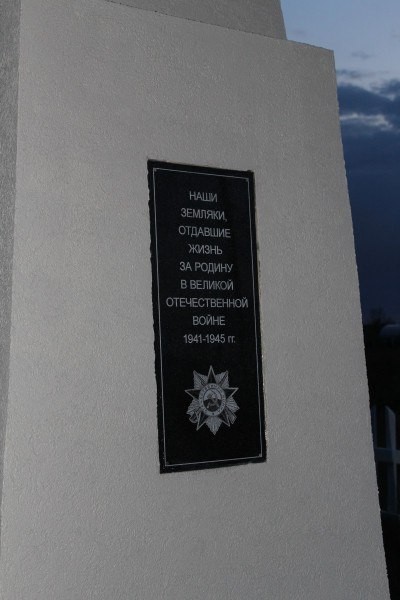 НАШИ
ЗЕМЛЯКИ,
ОТДАВШИЕ
ЖИЗНЬ
ЗА РОДИНУ
В ВЕЛИКОЙ
ОТЕЧЕСТВЕННОЙ
ВОЙНЕ
1941-1945 гг.